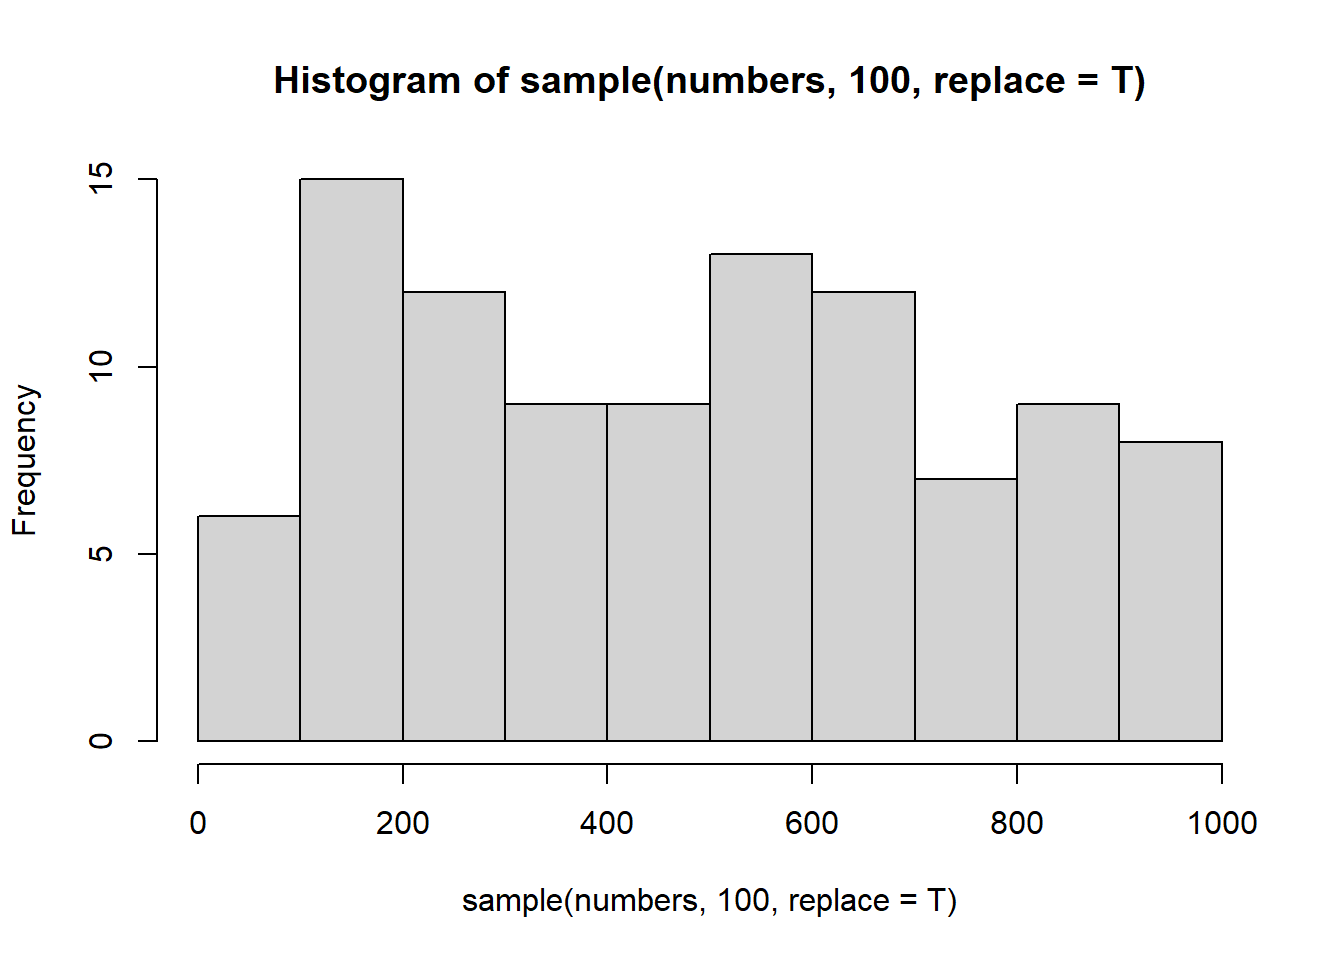 Histogram of sample(numbers, 100, replace = T)
Frequency
15
10
5
0
0 200 400 600 800 1000
sample(numbers, 100, replace = T)